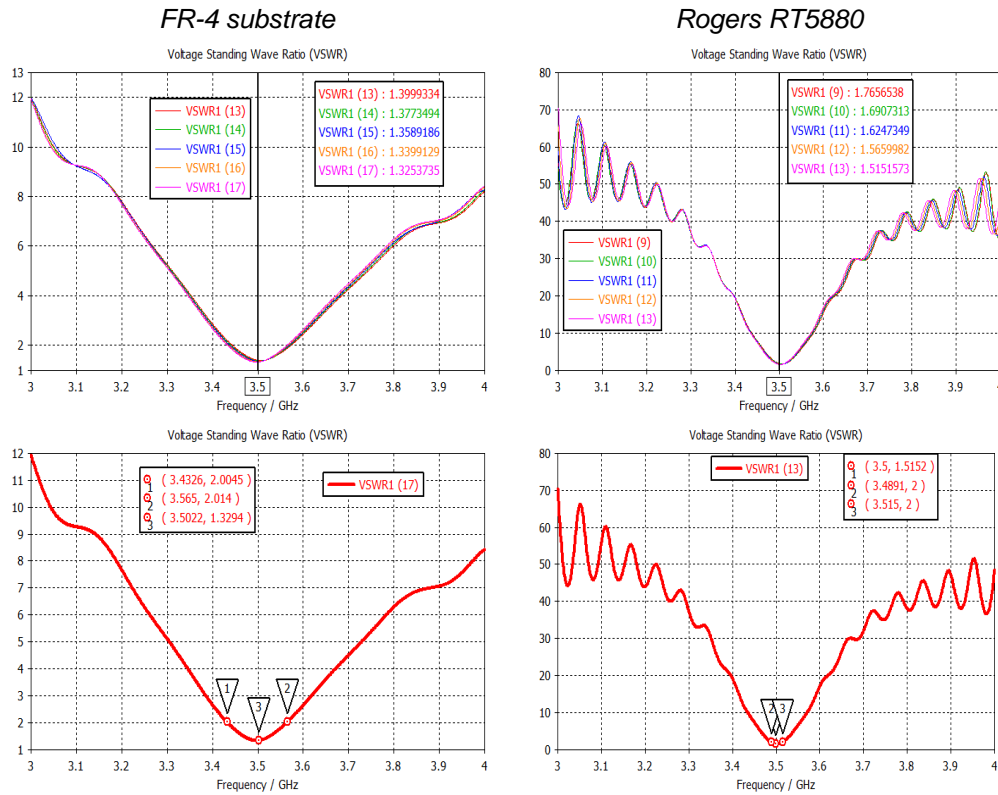 FR-4 substrate
Rogers RT5880
Voltage Standing Wave Ratio (VSWR)
13
12
10
8
6
4
2
1
VSWR1 (13)
VSWR1 (14)
VSWR1 (15)
VSWR1 (16)
VSWR1 (17)
VSWR1 (13) : 1.3999334
VSWR1 (14) : 1.3773494
VSWR1 (15) : 1.3589186
VSWR1 (16) : 1.3399129
VSWR1 (17) : 1.3253735
3 3.1 3.2 3.3 3.4 3.5 3.6 3.7 3.8 3.9 4
Frequency / GHz
Voltage Standing Wave Ratio (VSWR)
80
70
60
50
40
30
20
10
0
VSWR1 (9) : 1.7656538
VSWR1 (10) : 1.6907313
VSWR1 (11) : 1.6247349
VSWR1 (12) : 1.5659982
VSWR1 (13) : 1.5151573
VSWR1 (9)
VSWR1 (10)
VSWR1 (11)
VSWR1 (12)
VSWR1 (13)
3 3.1 3.2 3.3 3.4 3.5 3.6 3.7 3.8 3.9
Frequency / GHz
Voltage Standing Wave Ratio (VSWR)
12
11
10
9
8
7
6
5
4
3
2
1
1 ( 3.4326, 2.0045 )
2 ( 3.565, 2.014 )
3 ( 3.5022, 1.3294 )
VSWR1 (17)
1
2
3
3 3.1 3.2 3.3 3.4 3.5 3.6 3.7 3.8 3.9 4
Frequency / GHz
Voltage Standing Wave Ratio (VSWR)
80
70
60
50
40
30
20
10
0
VSWR1 (13)
1 ( 3.5, 1.5152 )
2 ( 3.4891, 2 )
3 ( 3.515, 2 )
2
3
3 3.1 3.2 3.3 3.4 3.5 3.6 3.7 3.8 3.9 4
Frequency / GHz